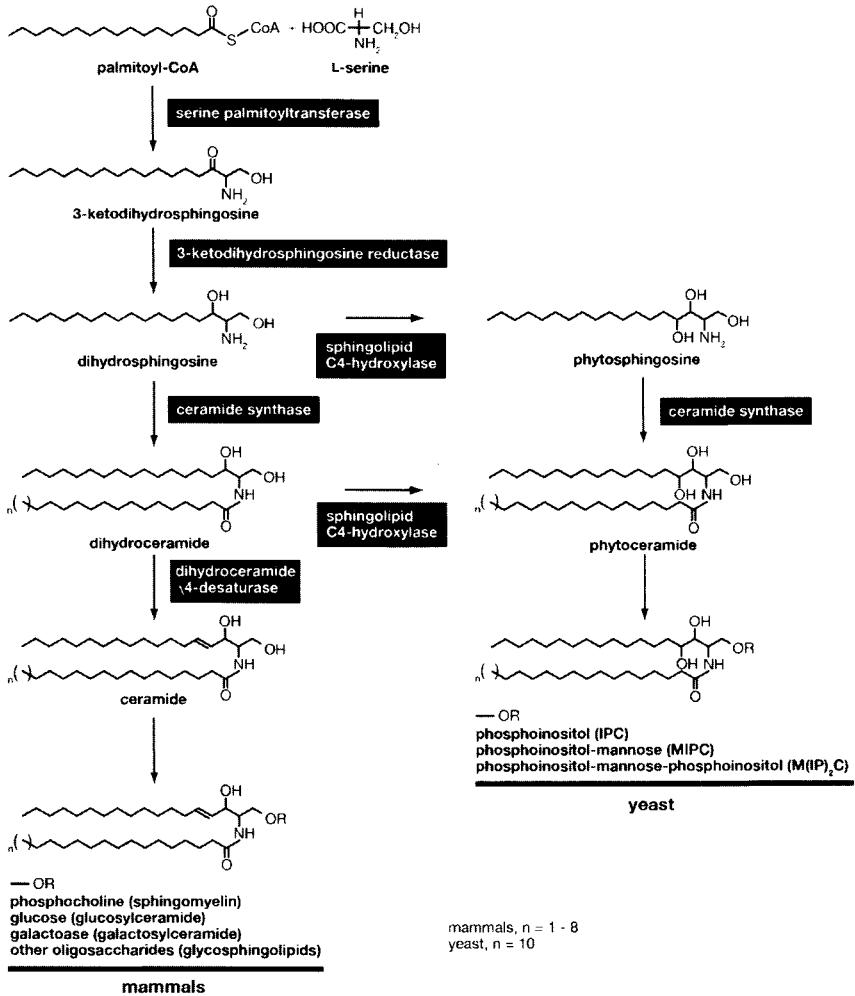 O
S
CoA
+
HOOC
H
CH2OH
NH2
palmitoyl-CoA
L-serine
serine palmitoyltransferase
O
OH
NH2
3-ketodihydrosphingosine
3-ketodihydrosphingosine reductase
OH
OH
NH2
dihydrosphingosine
sphingolipid
C4-hydroxylase
OH
OH
OH NH2
phytosphingosine
ceramide synthase
ceramide synthase
OH
OH
NH
n( )
O
dihydroceramide
sphingolipid
C4-hydroxylase
OH
OH
OH NH
n( )
O
phytoceramide
dihydroceramide
\4-desaturase
OH
OH
NH
n( )
O
ceramide
OH
OR
OH NH
n( )
O
— OR
phosphoinositol (IPC)
phosphoinositol-mannose (MIPC)
phosphoinositol-mannose-phosphoinositol (M(IP)2C)
yeast
OH
OR
NH
n( )
O
— OR
phosphocholine (sphingomyelin)
glucose (glucosylceramide)
galactoase (galactosylceramide)
other oligosaccharides (glycosphingolipids)
mammals
mammals, n = 1 - 8
yeast, n = 10